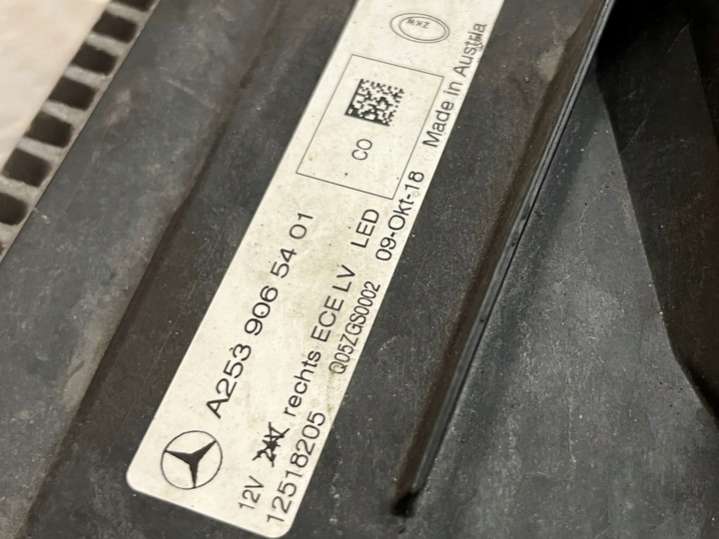 A253 906 54 01
12V 24V rechts ECE LV LED
12518205 Q05ZGS0002 09-Okt-18 Made in Austria
CO
ZKW